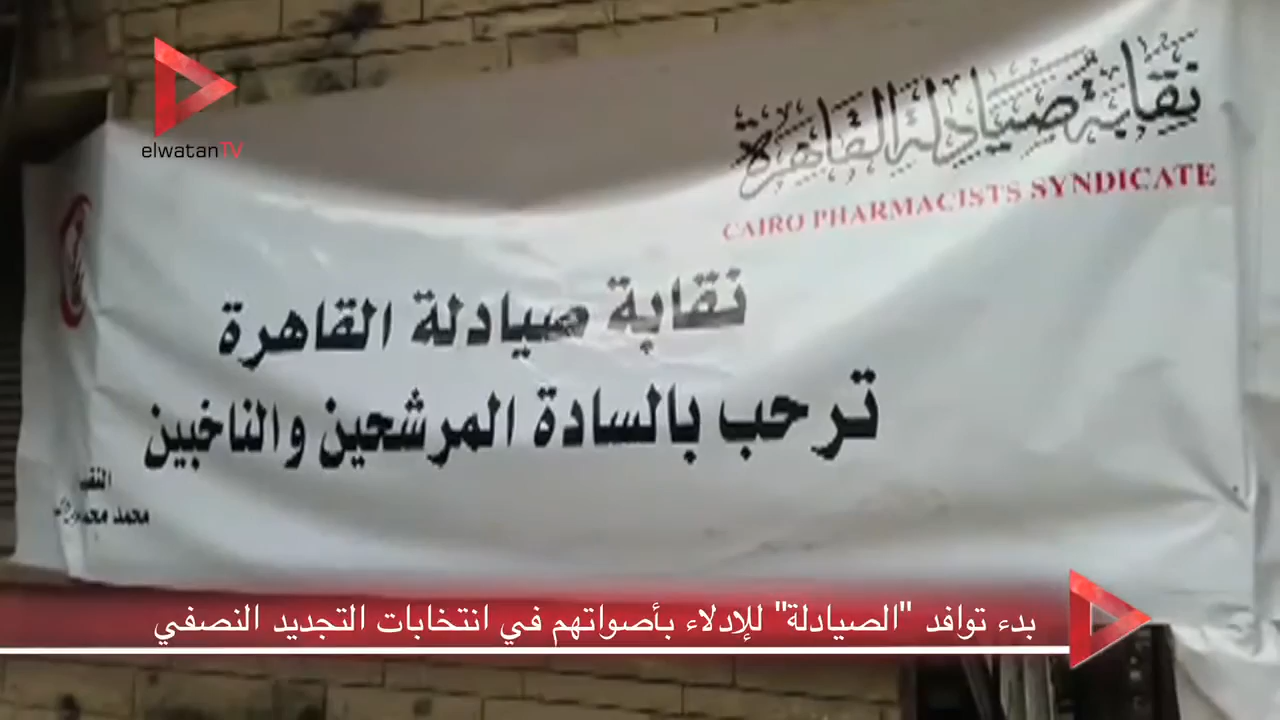 elwatanTV
نقابة صيادلة القاهرة
CAIRO PHARMACISTS SYNDICATE
نقابة صيادلة القاهرة
ترحب بالسادة المرشحين والناخبين
محمد
بدء توافد "الصيادلة" للإدلاء بأصواتهم في انتخابات التجديد النصفي